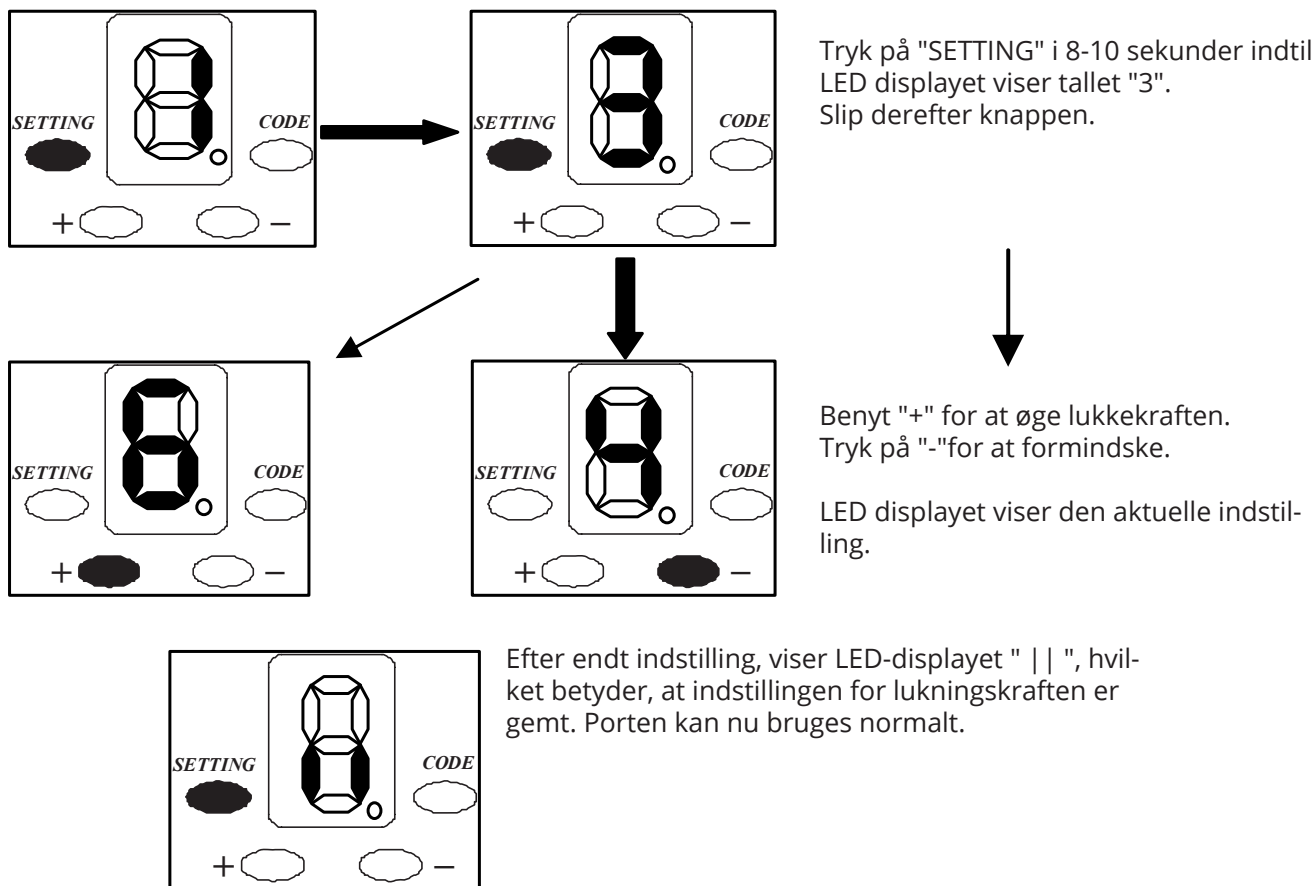 SETTING
CODE
+
−
SETTING
CODE
+
−
Tryk på "SETTING" i 8-10 sekunder indtil
LED displayet viser tallet "3".
Slip derefter knappen.
SETTING
CODE
+
−
SETTING
CODE
+
−
Benyt "+" for at øge lukkekraften.
Tryk på "-"for at formindske.
LED displayet viser den aktuelle indstil-
ling.
SETTING
CODE
+
−
Efter endt indstilling, viser LED-displayet " || ", hvil-
ket betyder, at indstillingen for lukningskraften er
gemt. Porten kan nu bruges normalt.